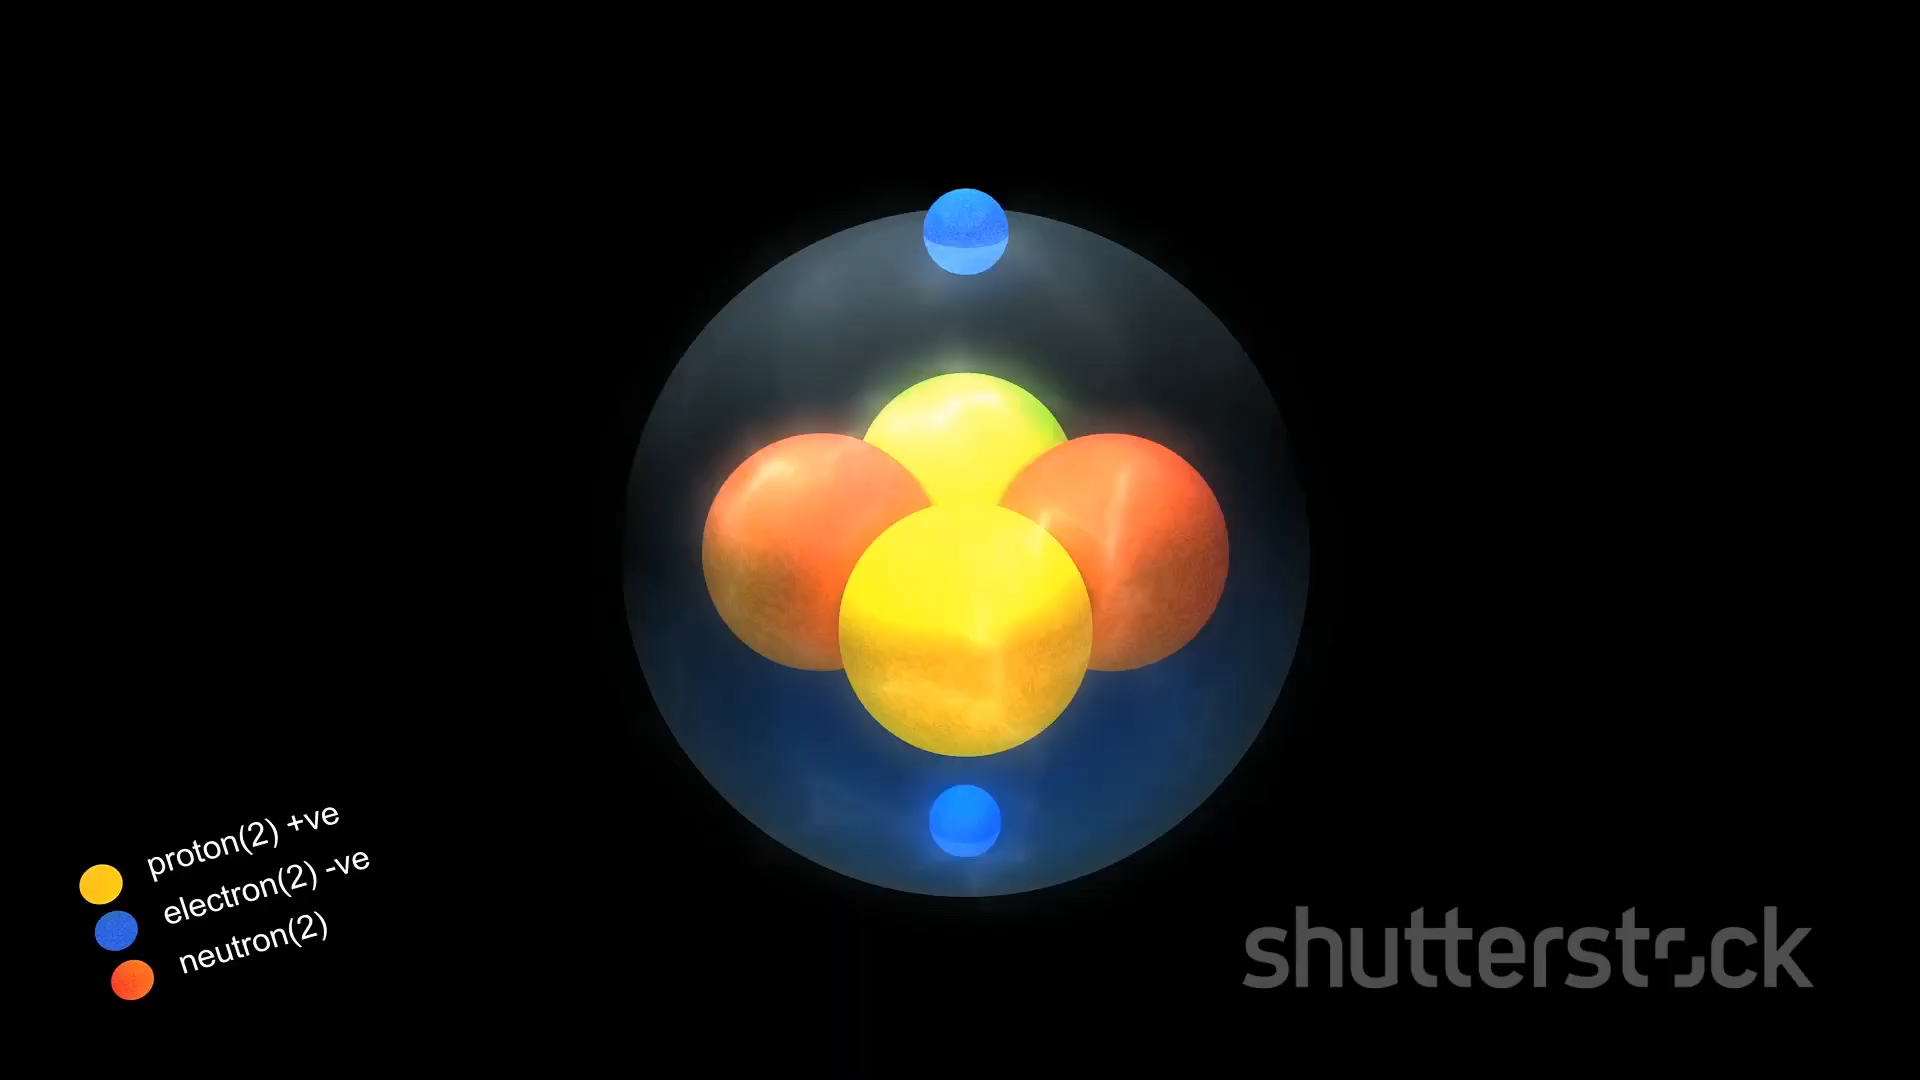 proton(2) +ve
electron(2) -ve
neutron(2)
shutterstock